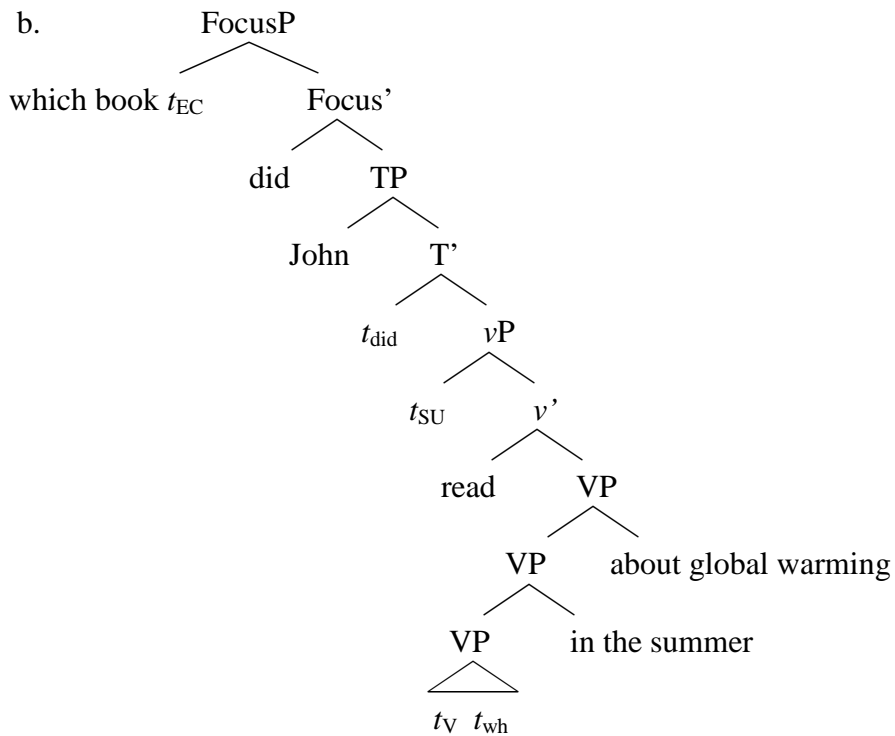 b. FocusP
which book tEC Focus’
did TP
John T’
tdid vP
tSU v’
read VP
VP about global warming
VP in the summer
tV twh